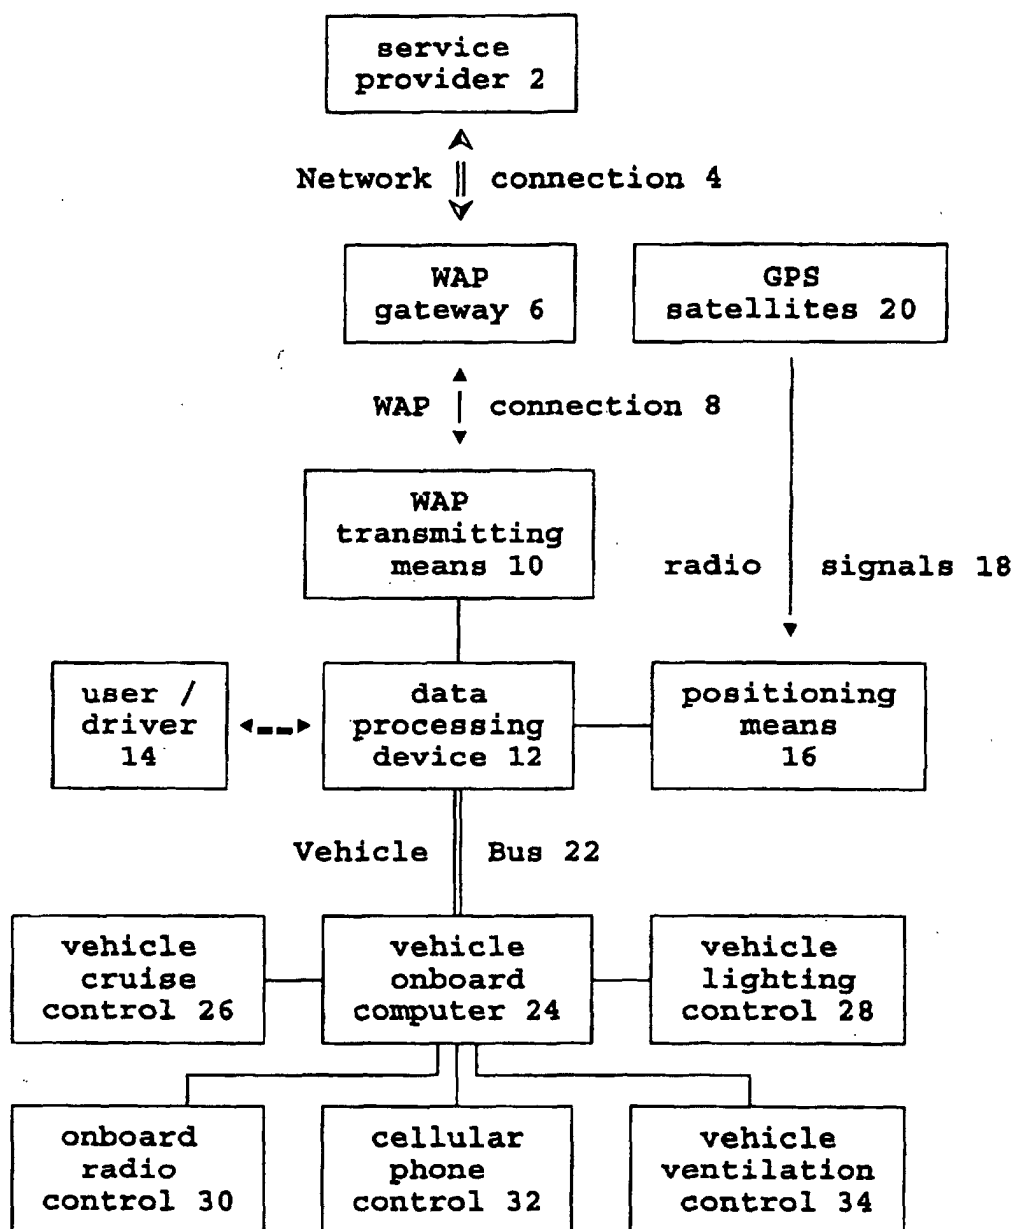 service
provider 2
Network connection 4
WAP
gateway 6
GPS
satellites 20
WAP connection 8
WAP
transmitting
means 10
radio signals 18
user /
driver
14
data
processing
device 12
positioning
means
16
Vehicle Bus 22
vehicle
cruise
control 26
vehicle
onboard
computer 24
vehicle
lighting
control 28
onboard
radio
control 30
cellular
phone
control 32
vehicle
ventilation
control 34